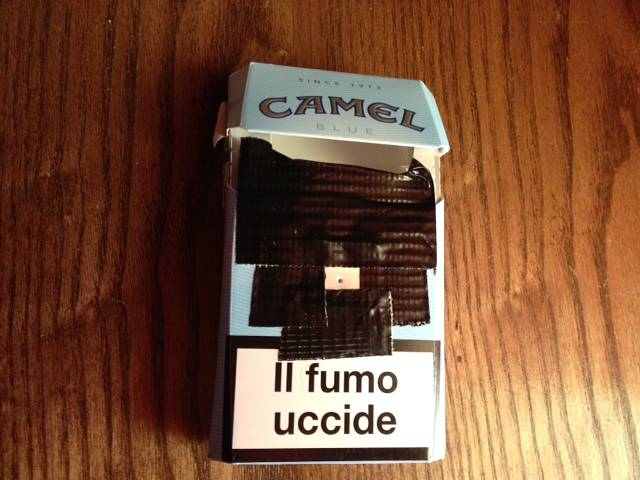 SINCE 1913
CAMEL
BLUE
Il fumo
uccide